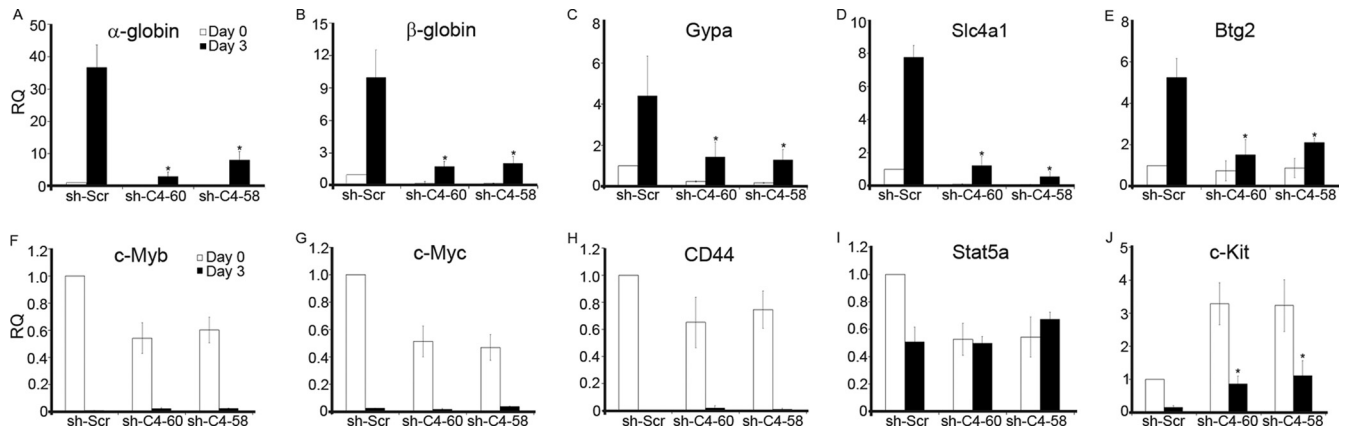 A
α-globin
Day 0
Day 3
50
40
30
20
10
0
RQ
sh-Scr
sh-C4-60
sh-C4-58
*
*
B
β-globin
15
12
9
6
3
0
sh-Scr
sh-C4-60
sh-C4-58
*
*
C
Gypa
8
6
4
2
0
sh-Scr
sh-C4-60
sh-C4-58
*
*
D
Slc4a1
10
8
6
4
2
0
sh-Scr
sh-C4-60
sh-C4-58
*
*
E
Btg2
8
6
4
2
0
sh-Scr
sh-C4-60
sh-C4-58
*
*
F
c-Myb
Day 0
Day 3
1.2
1.0
0.8
0.6
0.4
0.2
0
RQ
sh-Scr
sh-C4-60
sh-C4-58
G
c-Myc
1.2
1.0
0.8
0.6
0.4
0.2
0
sh-Scr
sh-C4-60
sh-C4-58
H
CD44
1.2
1.0
0.8
0.6
0.4
0.2
0
sh-Scr
sh-C4-60
sh-C4-58
I
Stat5a
1.2
1.0
0.8
0.6
0.4
0.2
0
sh-Scr
sh-C4-60
sh-C4-58
J
c-Kit
5
4
3
2
1
0
sh-Scr
sh-C4-60
sh-C4-58
*
*